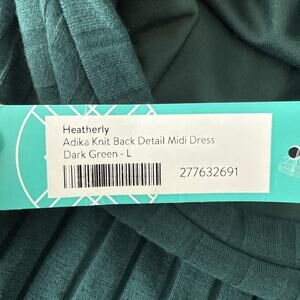 Heatherly
Adika Knit Back Detail Midi Dress
Dark Green - L
277632691